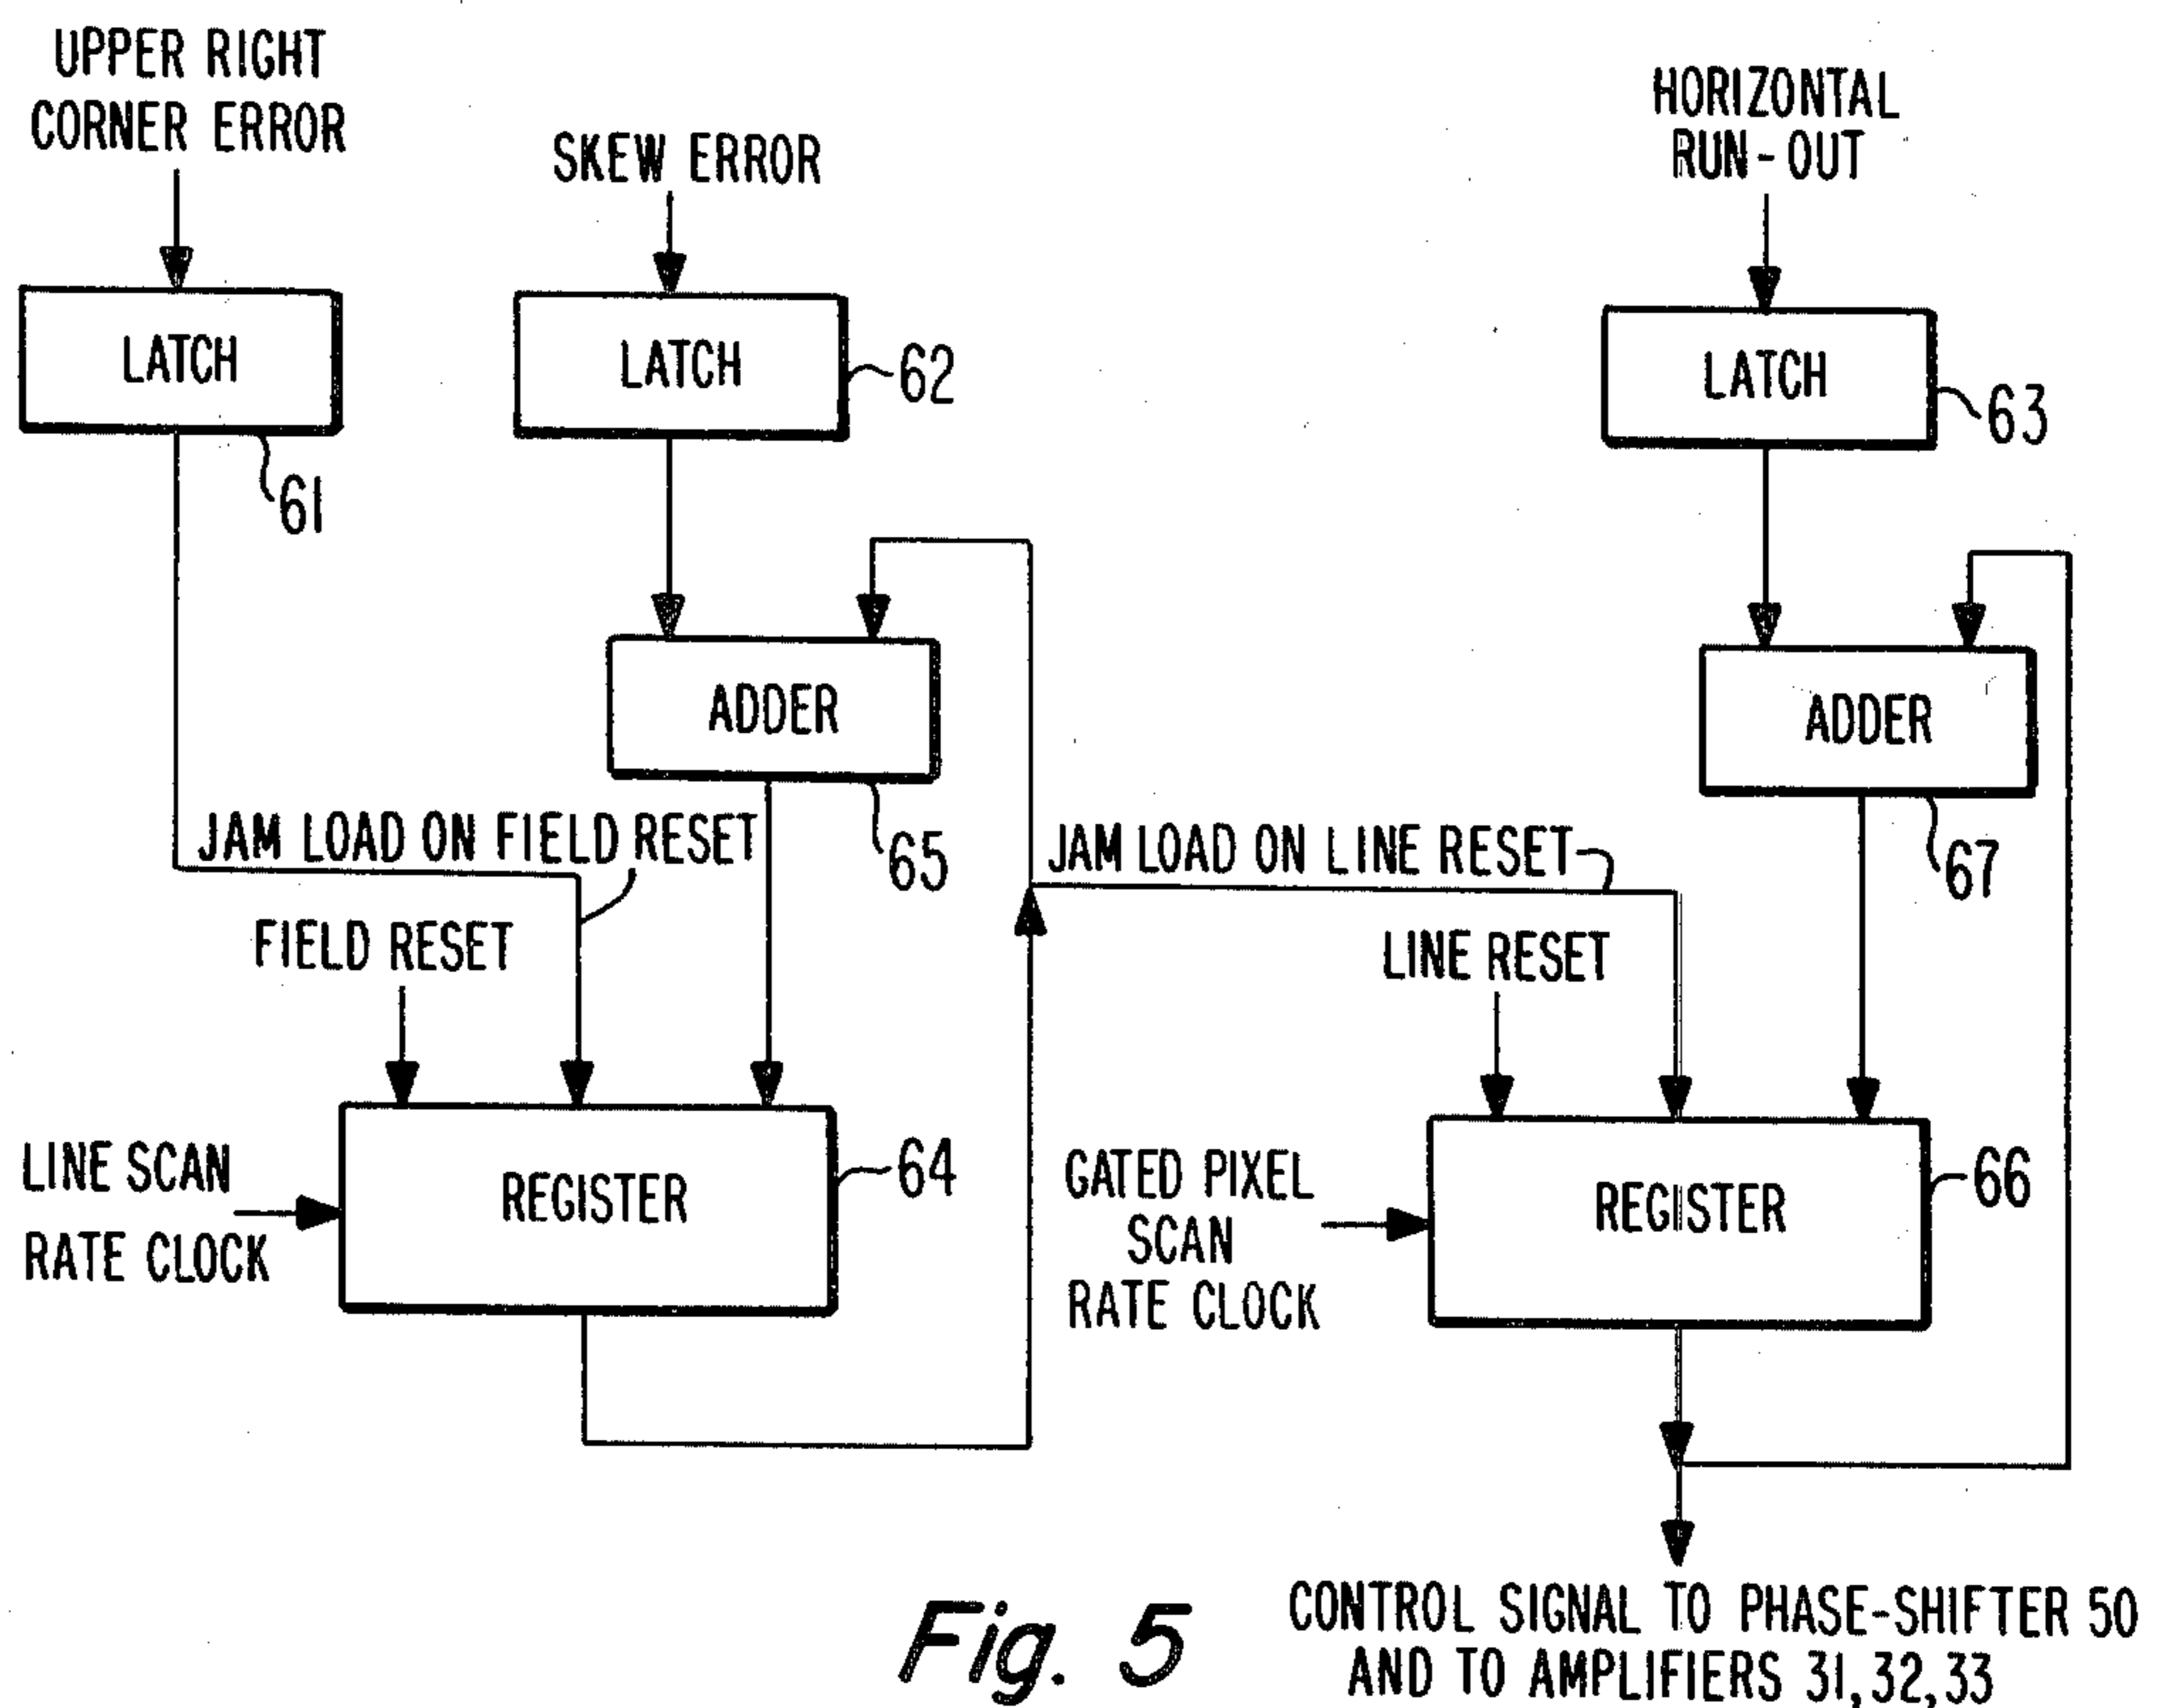 UPPER RIGHT
CORNER ERROR
SKEW ERROR
HORIZONTAL
RUN-OUT
LATCH
61
LATCH
62
LATCH
63
ADDER
65
ADDER
67
JAM LOAD ON FIELD RESET
JAM LOAD ON LINE RESET
FIELD RESET
LINE RESET
LINE SCAN
RATE CLOCK
REGISTER
64
GATED PIXEL
SCAN
RATE CLOCK
REGISTER
66
CONTROL SIGNAL TO PHASE-SHIFTER 50
AND TO AMPLIFIERS 31, 32, 33
Fig. 5